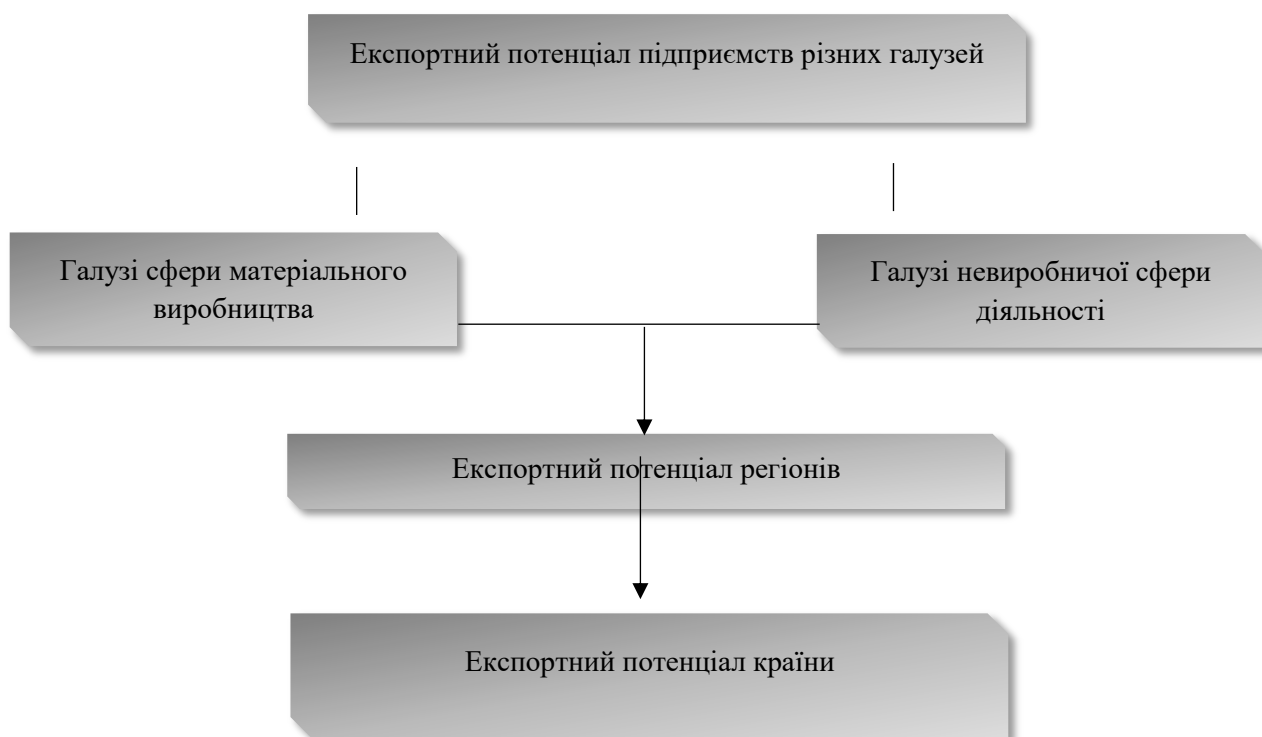 Експортний потенціал підприємств різних галузей
Галузі сфери матеріального
виробництва
Галузі невиробничої сфери
діяльності
Експортний потенціал регіонів
Експортний потенціал країни